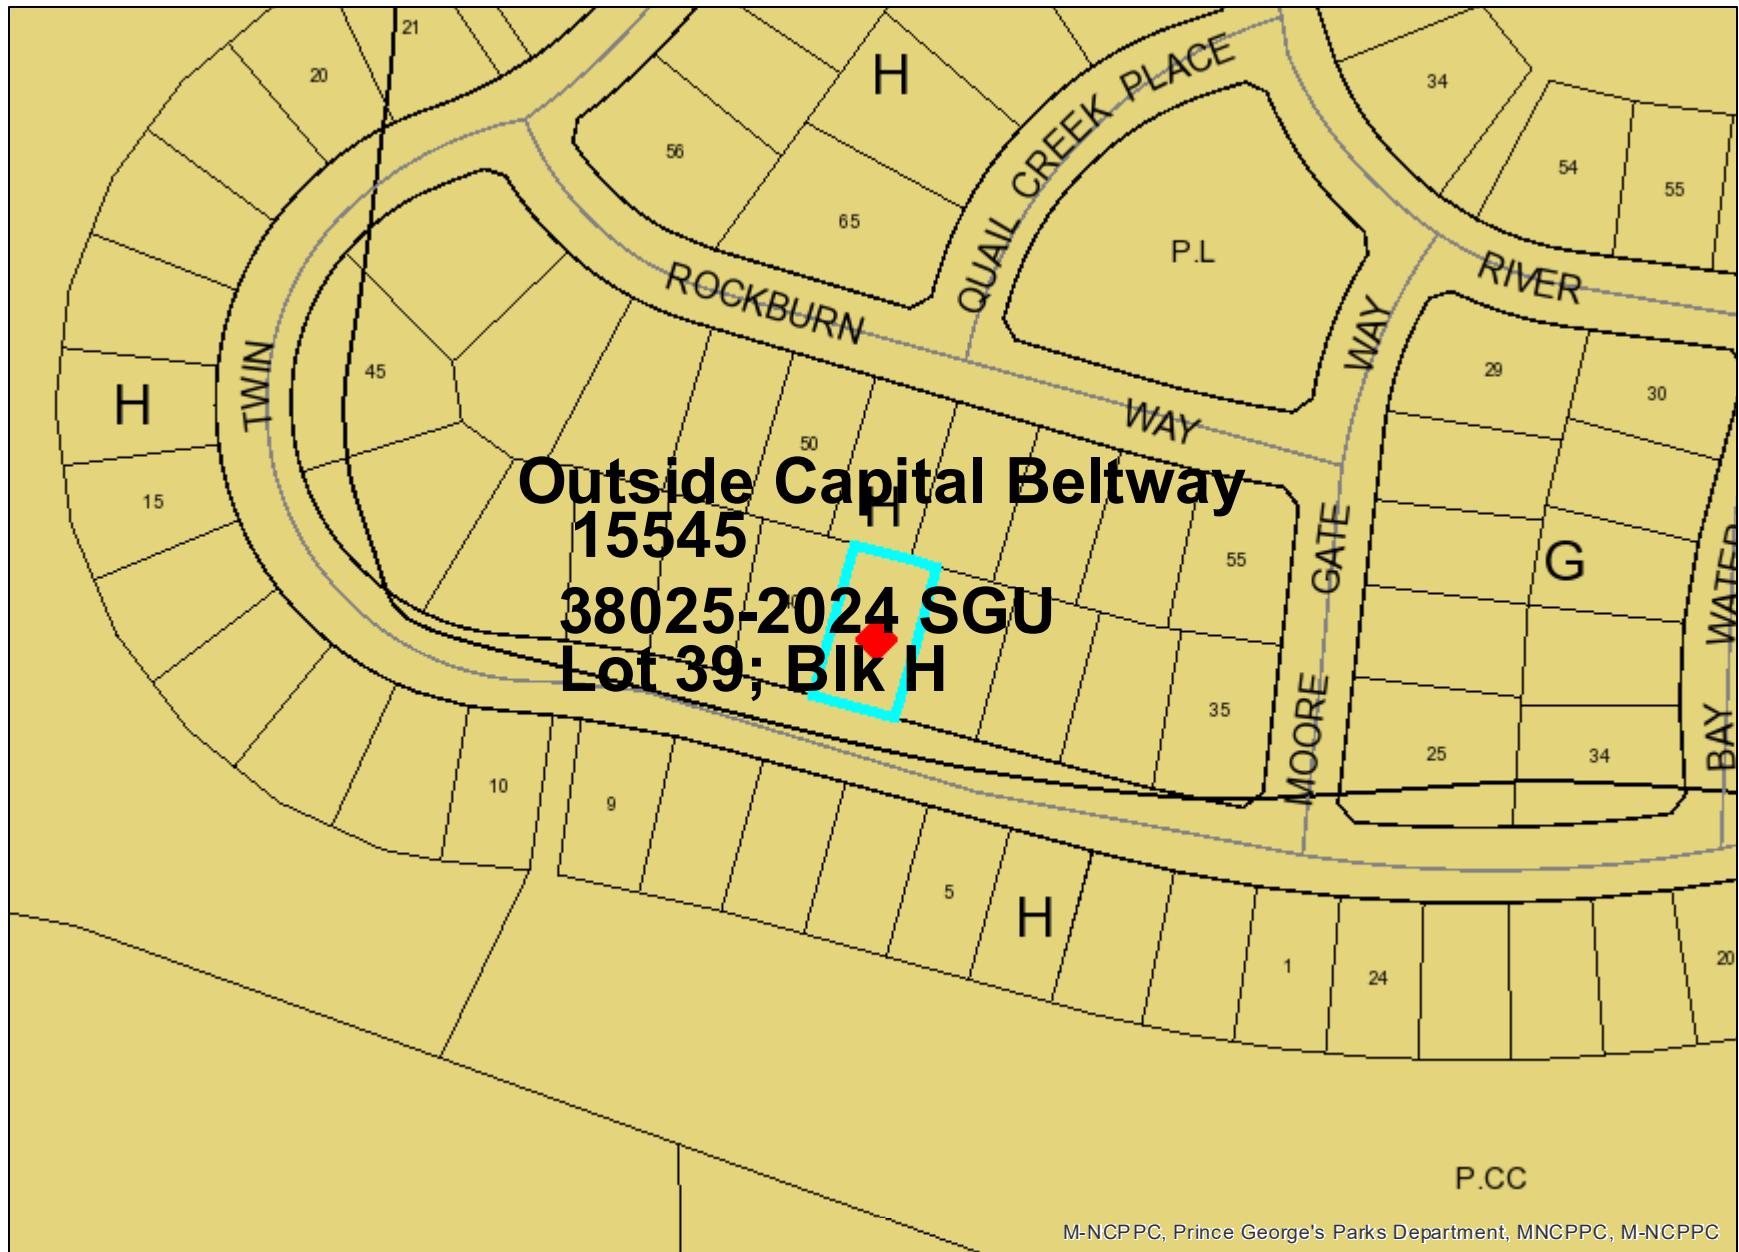 21
20
H
QUAIL CREEK PLACE
34
56
54
55
65
P.L
ROCKBURN
RIVER
WAY
TWIN
45
29
30
H
WAY
50
Outside Capital Beltway
H
15
15545
GATE
55
G
WATER
38025-2024 SGU
Lot 39; Blk H
MOORE
35
BAY
25
34
10
9
5
H
1
24
20
P.CC
M-NCPPC, Prince George's Parks Department, MNCPPC, M-NCPPC